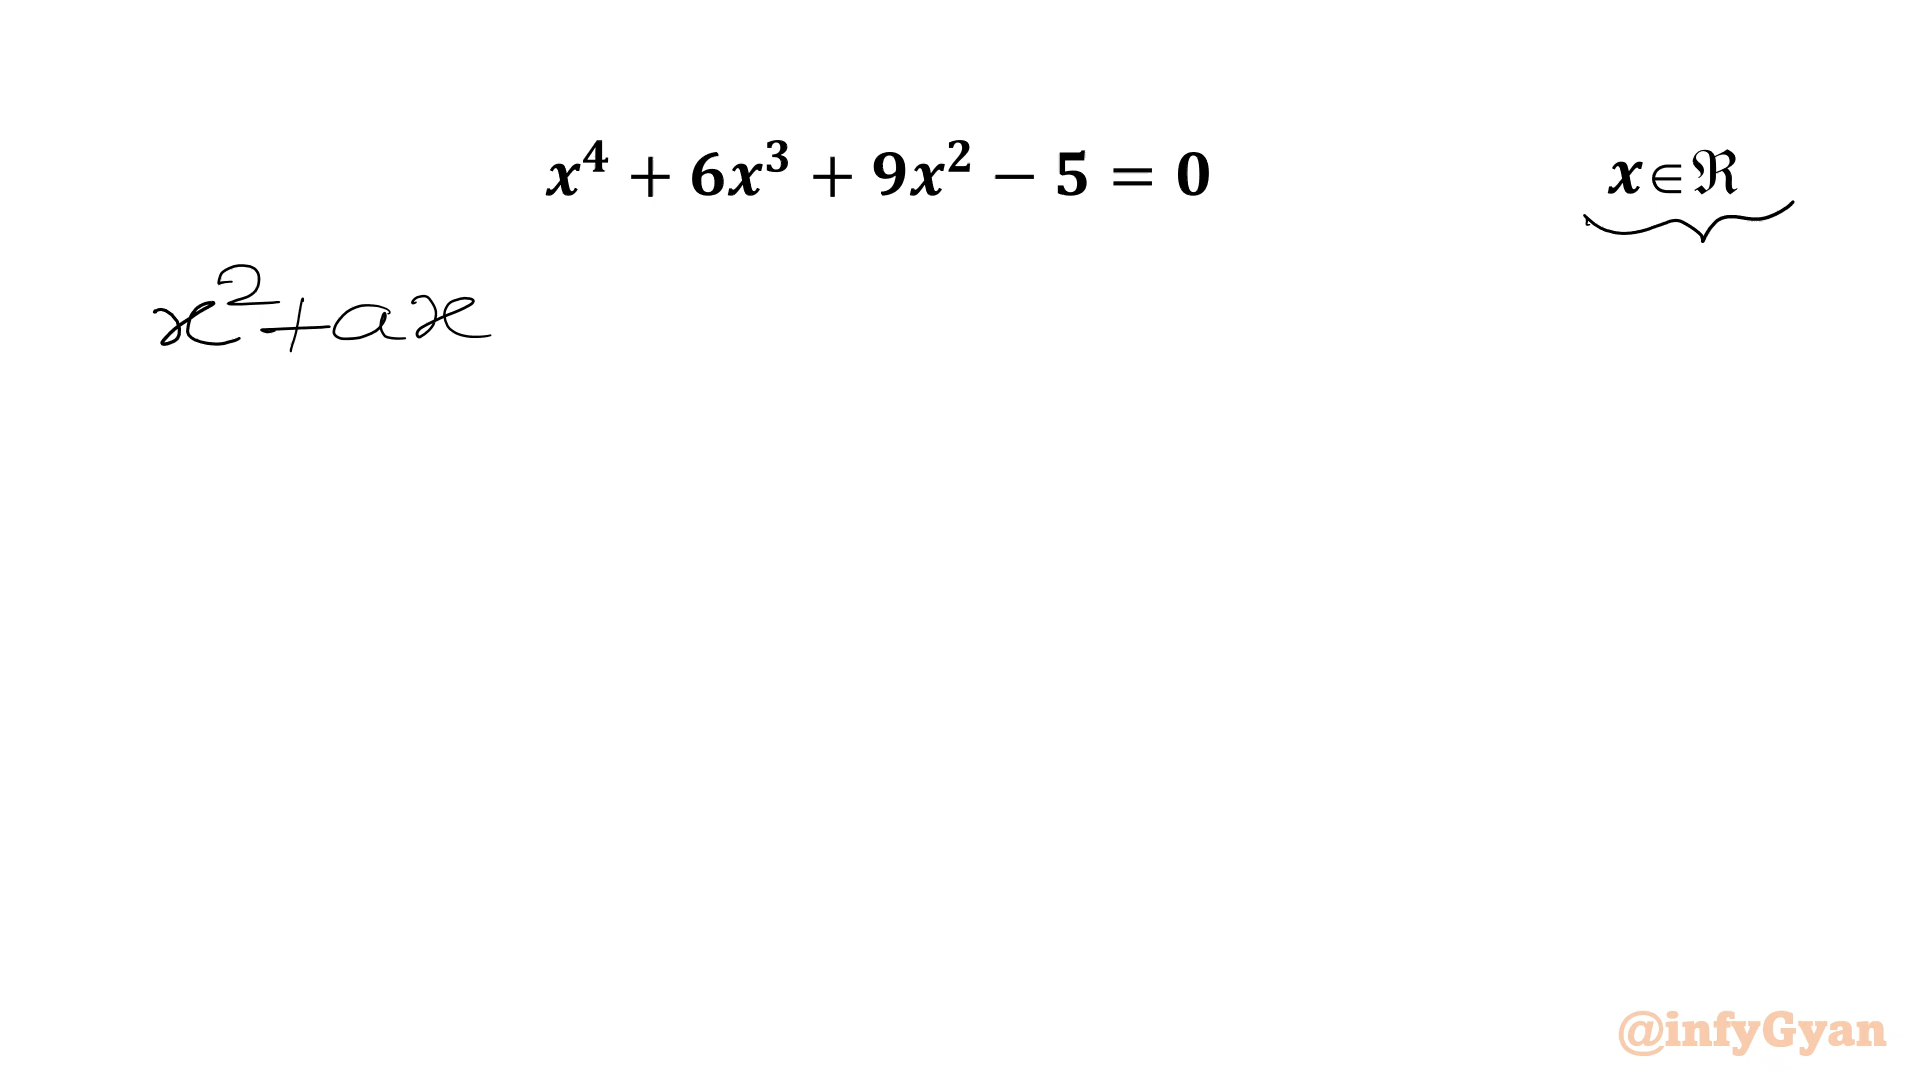 x⁴ + 6x³ + 9x² − 5 = 0 x∈ℜ
x²+ax
@infyGyan